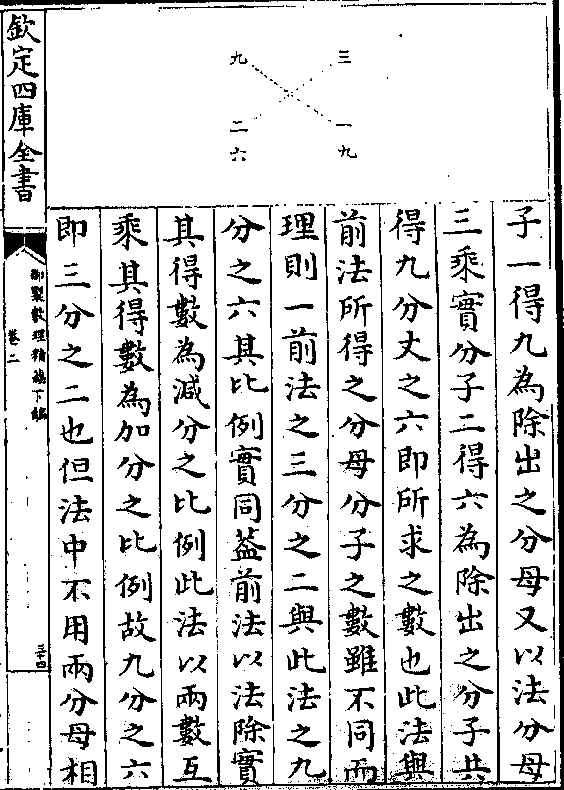 三
一
九
九
二
六
子一得九為除出之分母又以法分母
三乘實分子二得六為除出之分子共
得九分丈之六即所求之數也此法與
前法所得之分母分子之數雖不同而
理則一前法之三分之二與此法之九
分之六其比例實同葢前法以法除實
其得數為減分之比例此法以兩數互
乘其得數為加分之比例故九分之六
即三分之二也但法中不用兩分母相
欽定四庫全書
御製數理精蘊下編
卷二
三十四